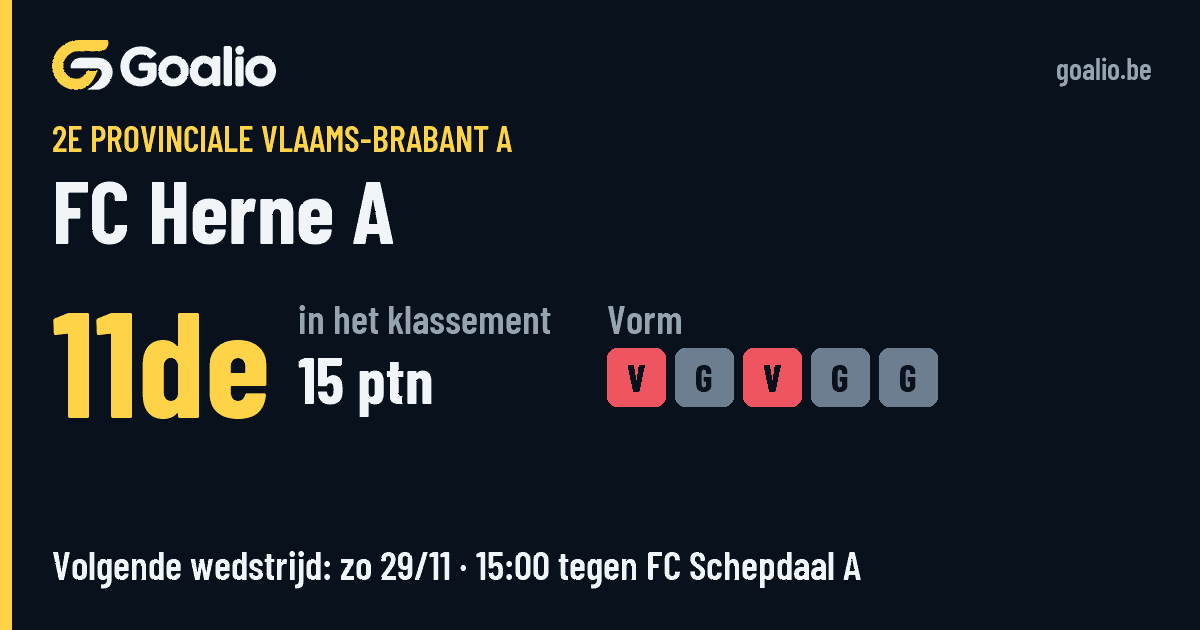 Goalio
goalio.be
2E PROVINCIALE VLAAMS-BRABANT A
FC Herne A
11de
in het klassement
15 ptn
Vorm
V G V G G
Volgende wedstrijd: zo 29/11 · 15:00 tegen FC Schepdaal A